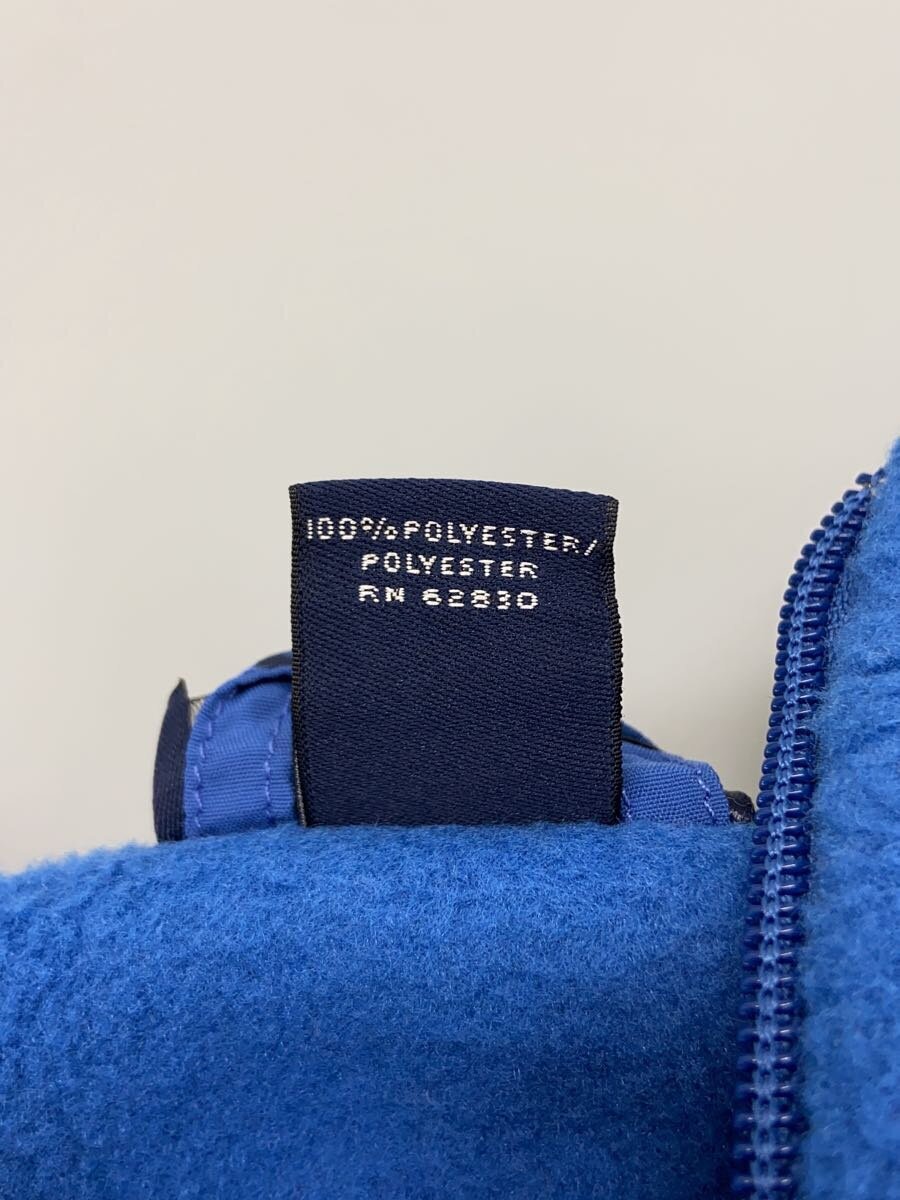 100% POLYESTER/
POLYESTER
RN 62830